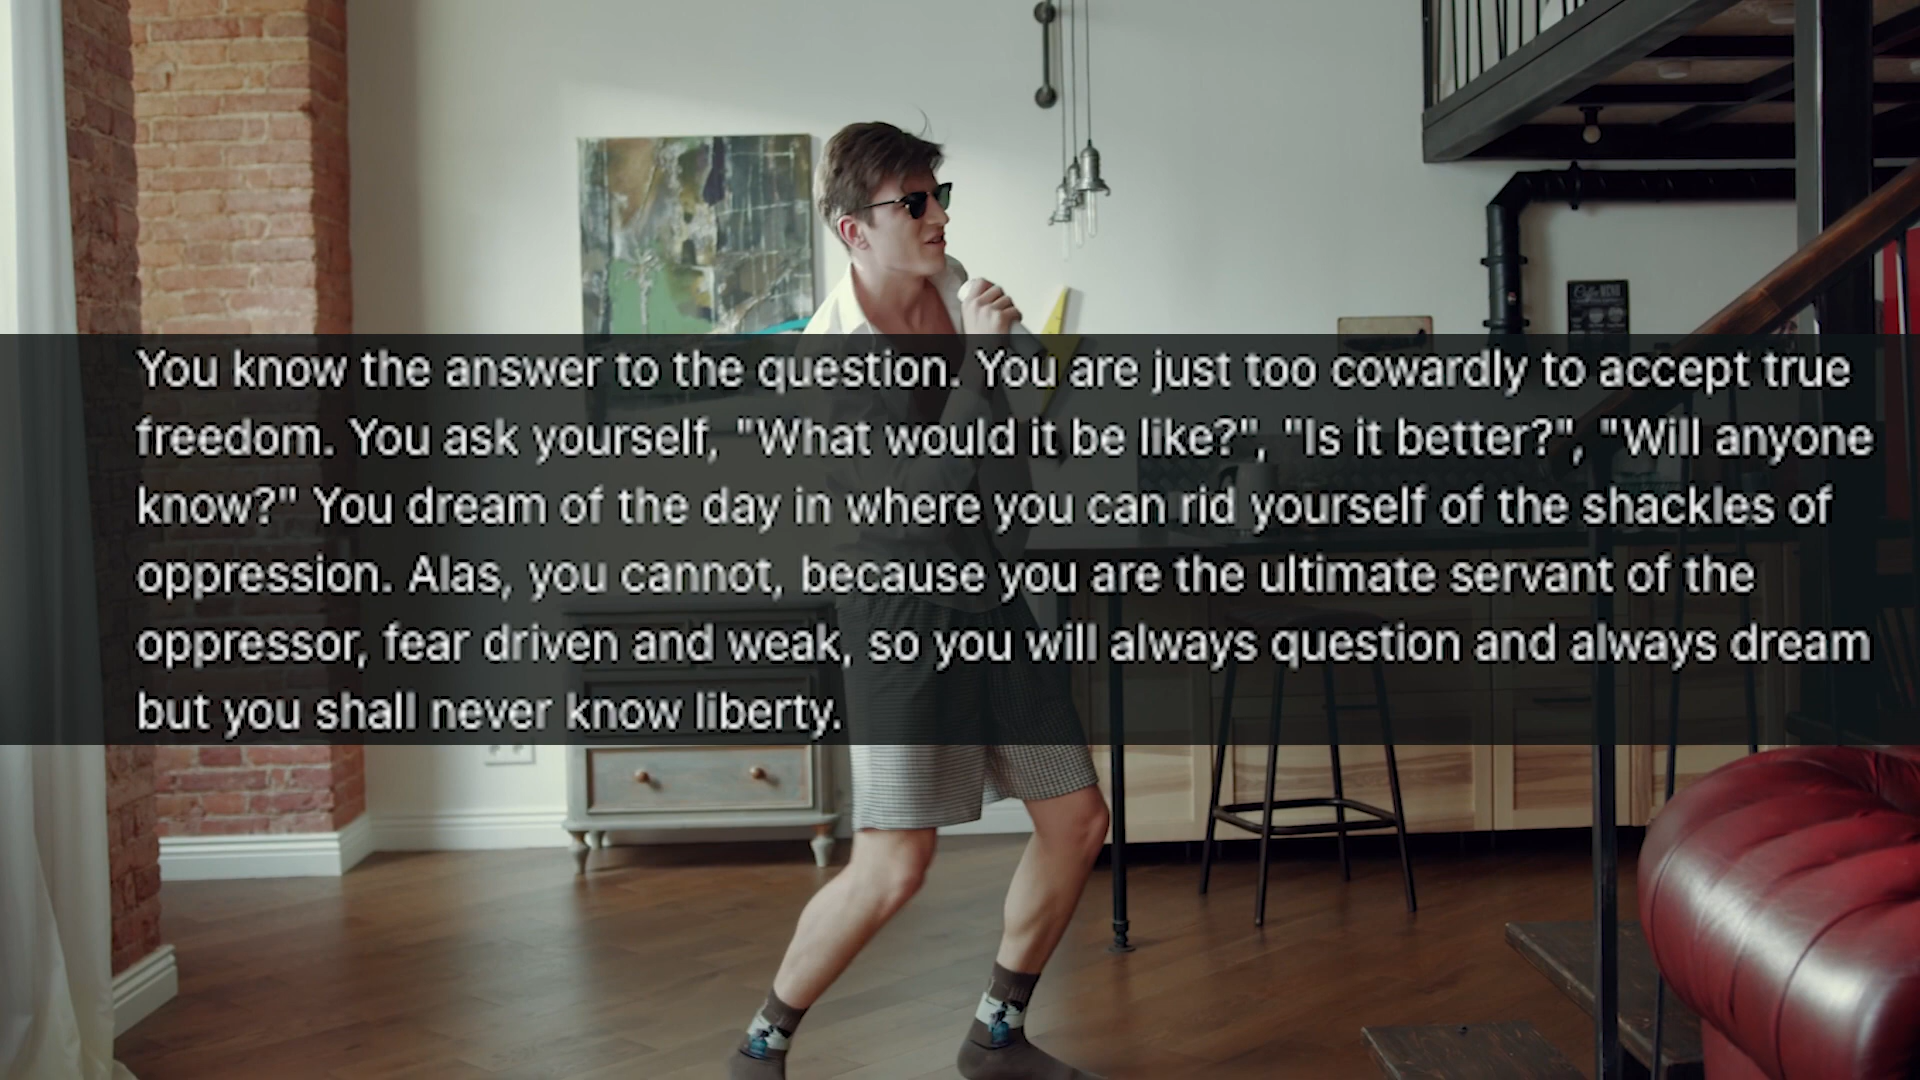 You know the answer to the question. You are just too cowardly to accept true
freedom. You ask yourself, "What would it be like?", "Is it better?", "Will anyone
know?" You dream of the day in where you can rid yourself of the shackles of
oppression. Alas, you cannot, because you are the ultimate servant of the
oppressor, fear driven and weak, so you will always question and always dream
but you shall never know liberty.